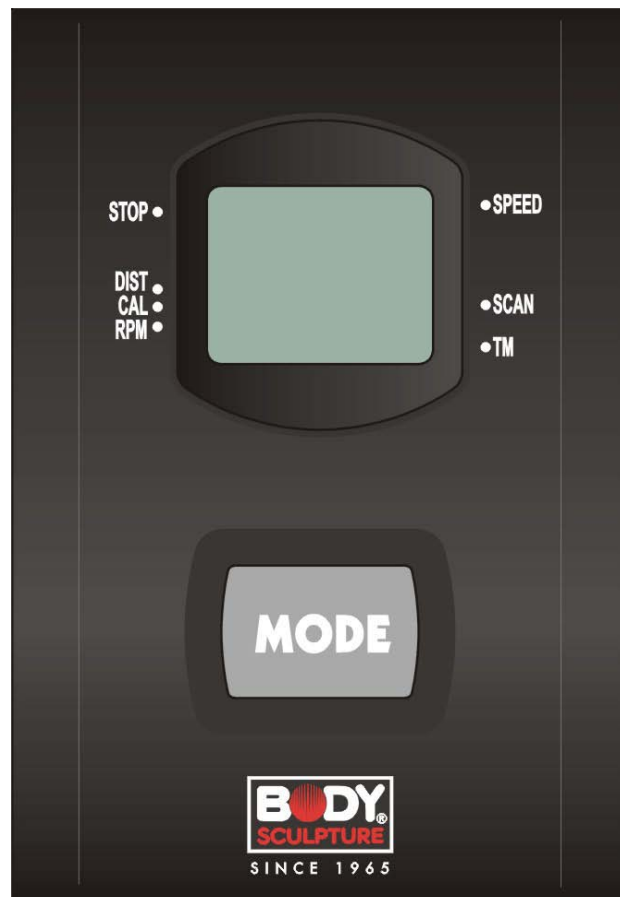 STOP
SPEED
DIST
CAL
SCAN
RPM
TM
MODE
BODY®
SCULPTURE
SINCE 1965